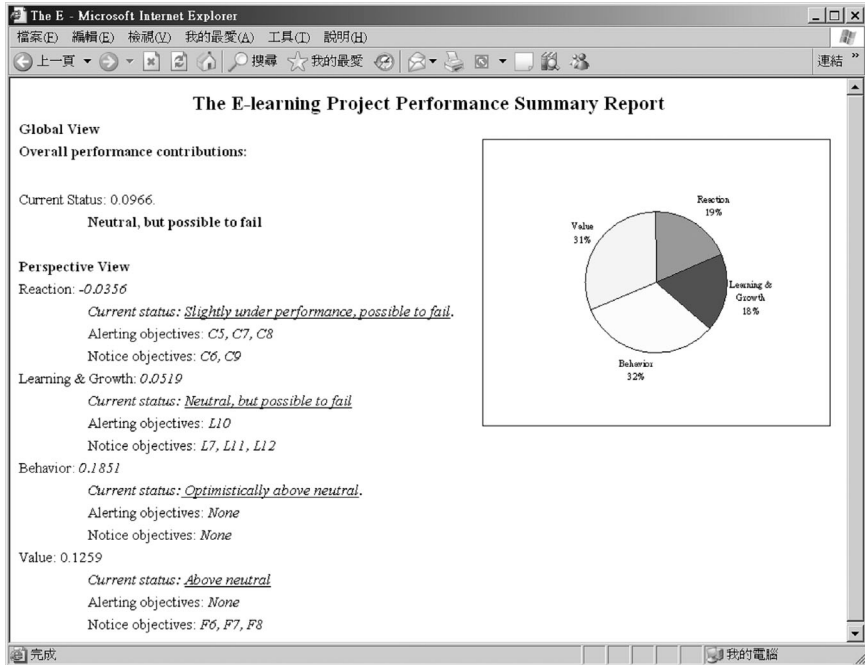 The E - Microsoft Internet Explorer
檔案(F) 編輯(E) 檢視(V) 我的最愛(A) 工具(T) 說明(H)
上一頁 搜尋 我的最愛 連結 »
The E-learning Project Performance Summary Report
Global View
Overall performance contributions:
Current Status: 0.0966.
Neutral, but possible to fail
Perspective View
Reaction: -0.0356
Current status: Slightly under performance, possible to fail.
Alerting objectives: C5, C7, C8
Notice objectives: C6, C9
Learning & Growth: 0.0519
Current status: Neutral, but possible to fail
Alerting objectives: L10
Notice objectives: L7, L11, L12
Behavior: 0.1851
Current status: Optimistically above neutral.
Alerting objectives: None
Notice objectives: None
Value: 0.1259
Current status: Above neutral
Alerting objectives: None
Notice objectives: F6, F7, F8
Reaction
19%
Value
31%
Learning &
Growth
18%
Behavior
32%
完成
我的電腦